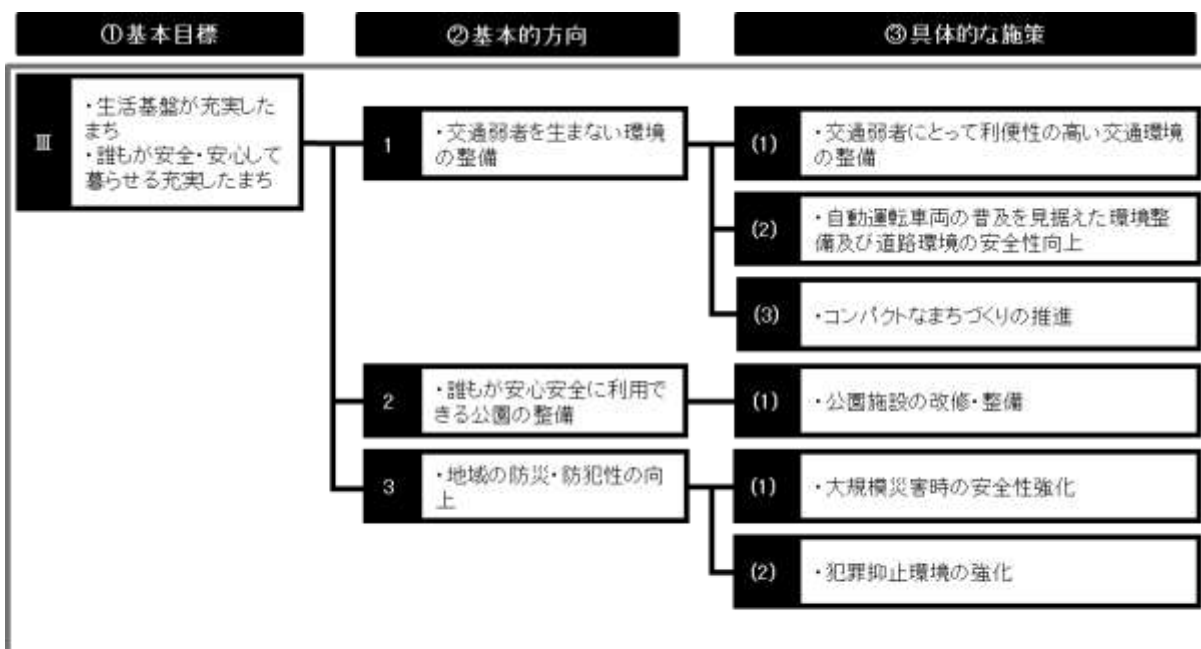 ①基本目標
②基本的方向
③具体的な施策
Ⅲ
・生活基盤が充実した
まち
・誰もが安全・安心して
暮らせる充実したまち
1
・交通弱者を生まない環境
の整備
(1)
・交通弱者にとって利便性の高い交通環境
の整備
(2)
・自動運転車両の普及を見据えた環境整
備及び道路環境の安全性向上
(3)
・コンパクトなまちづくりの推進
2
・誰もが安心安全に利用で
きる公園の整備
(1)
・公園施設の改修・整備
3
・地域の防災・防犯性の向
上
(1)
・大規模災害時の安全性強化
(2)
・犯罪抑止環境の強化